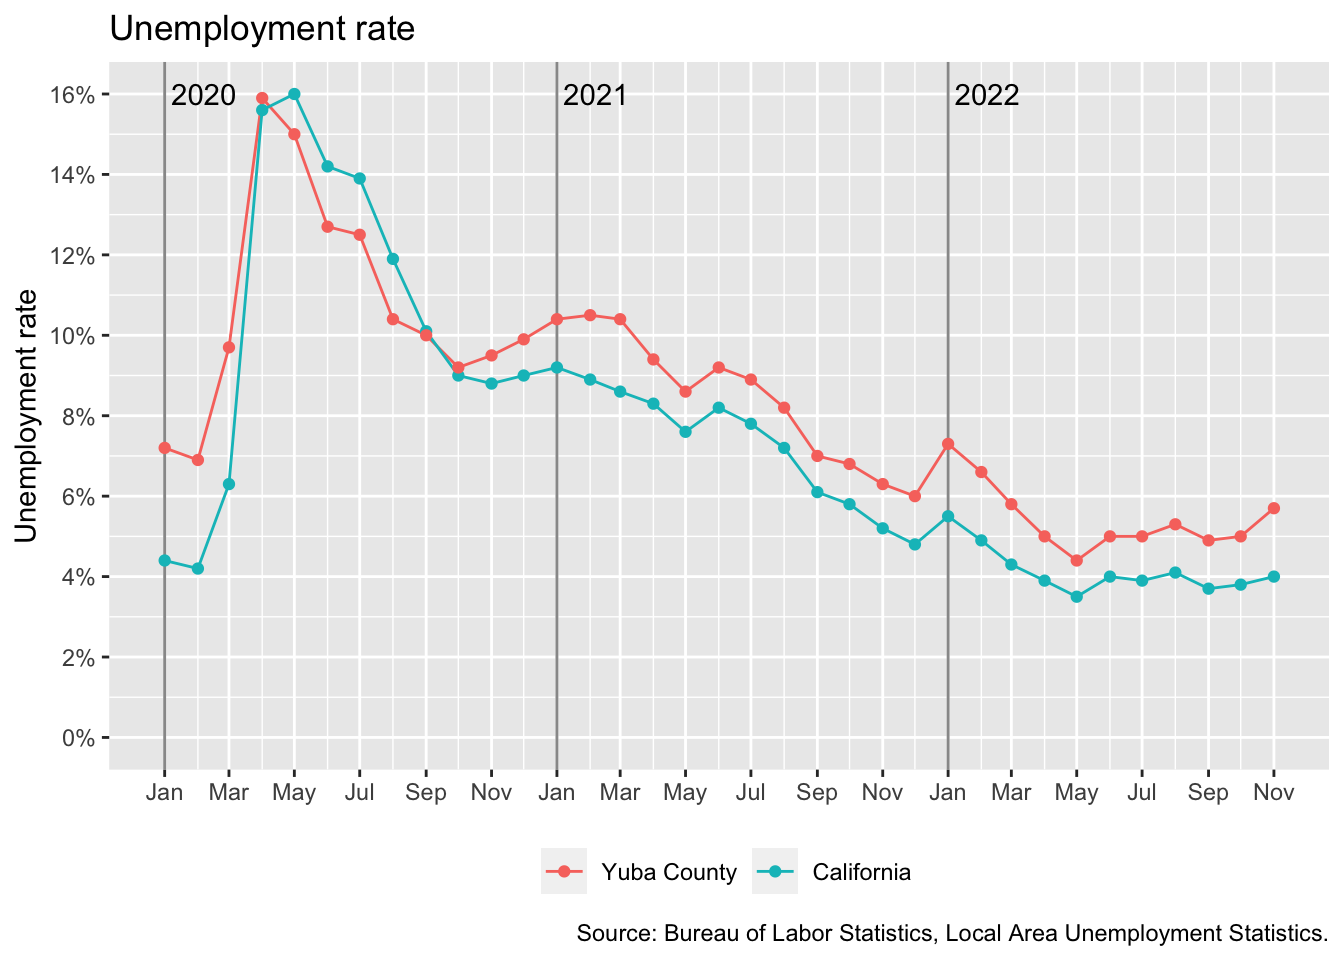 Unemployment rate
2020 2021 2022
16%
14%
12%
10%
8%
6%
4%
2%
0%
Unemployment rate
Jan Mar May Jul Sep Nov Jan Mar May Jul Sep Nov Jan Mar May Jul Sep Nov
Yuba County California
Source: Bureau of Labor Statistics, Local Area Unemployment Statistics.